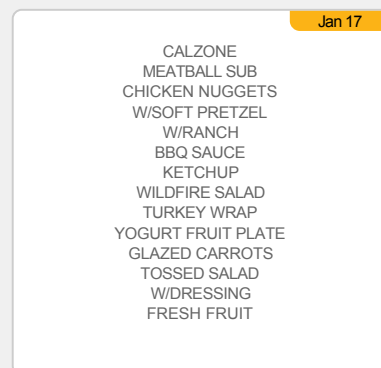 Jan 17
CALZONE
MEATBALL SUB
CHICKEN NUGGETS
W/SOFT PRETZEL
W/RANCH
BBQ SAUCE
KETCHUP
WILDFIRE SALAD
TURKEY WRAP
YOGURT FRUIT PLATE
GLAZED CARROTS
TOSSED SALAD
W/DRESSING
FRESH FRUIT